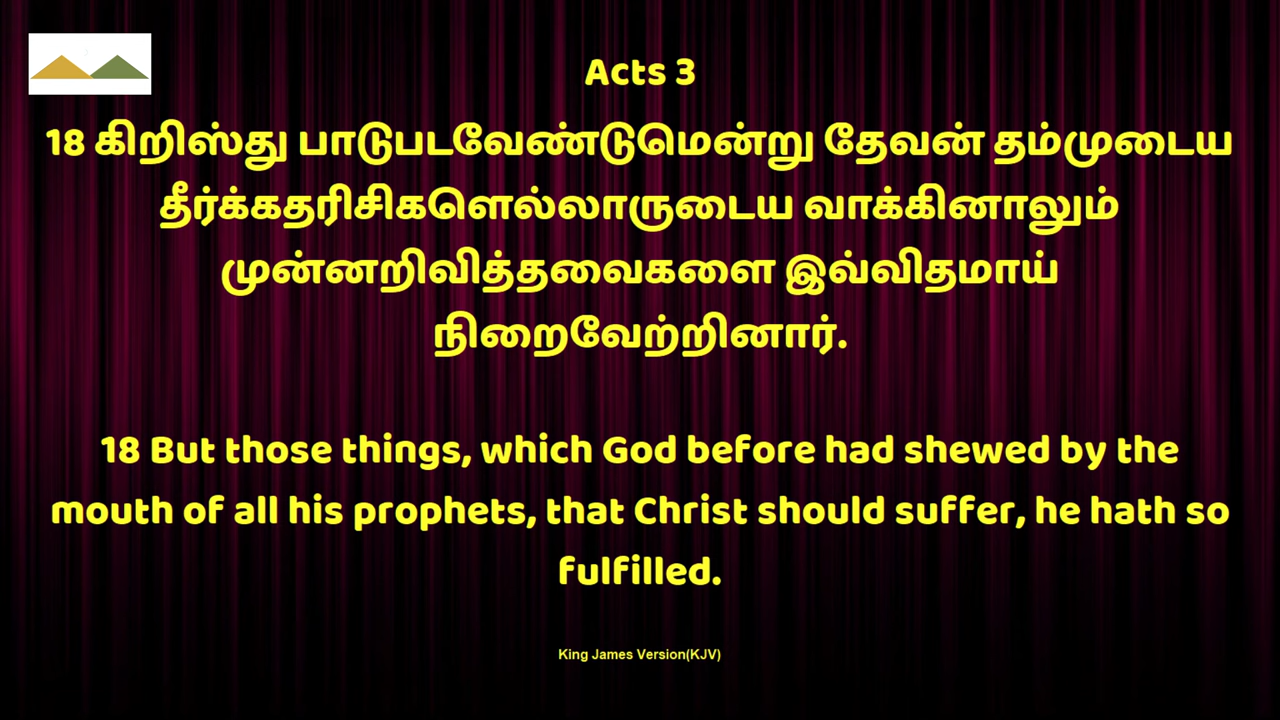 Acts 3
18 கிறிஸ்து பாடுபடவேண்டுமென்று தேவன் தம்முடைய
தீர்க்கதரிசிகளெல்லாருடைய வாக்கினாலும்
முன்னறிவித்தவைகளை இவ்விதமாய்
நிறைவேற்றினார்.
18 But those things, which God before had shewed by the
mouth of all his prophets, that Christ should suffer, he hath so
fulfilled.
King James Version(KJV)